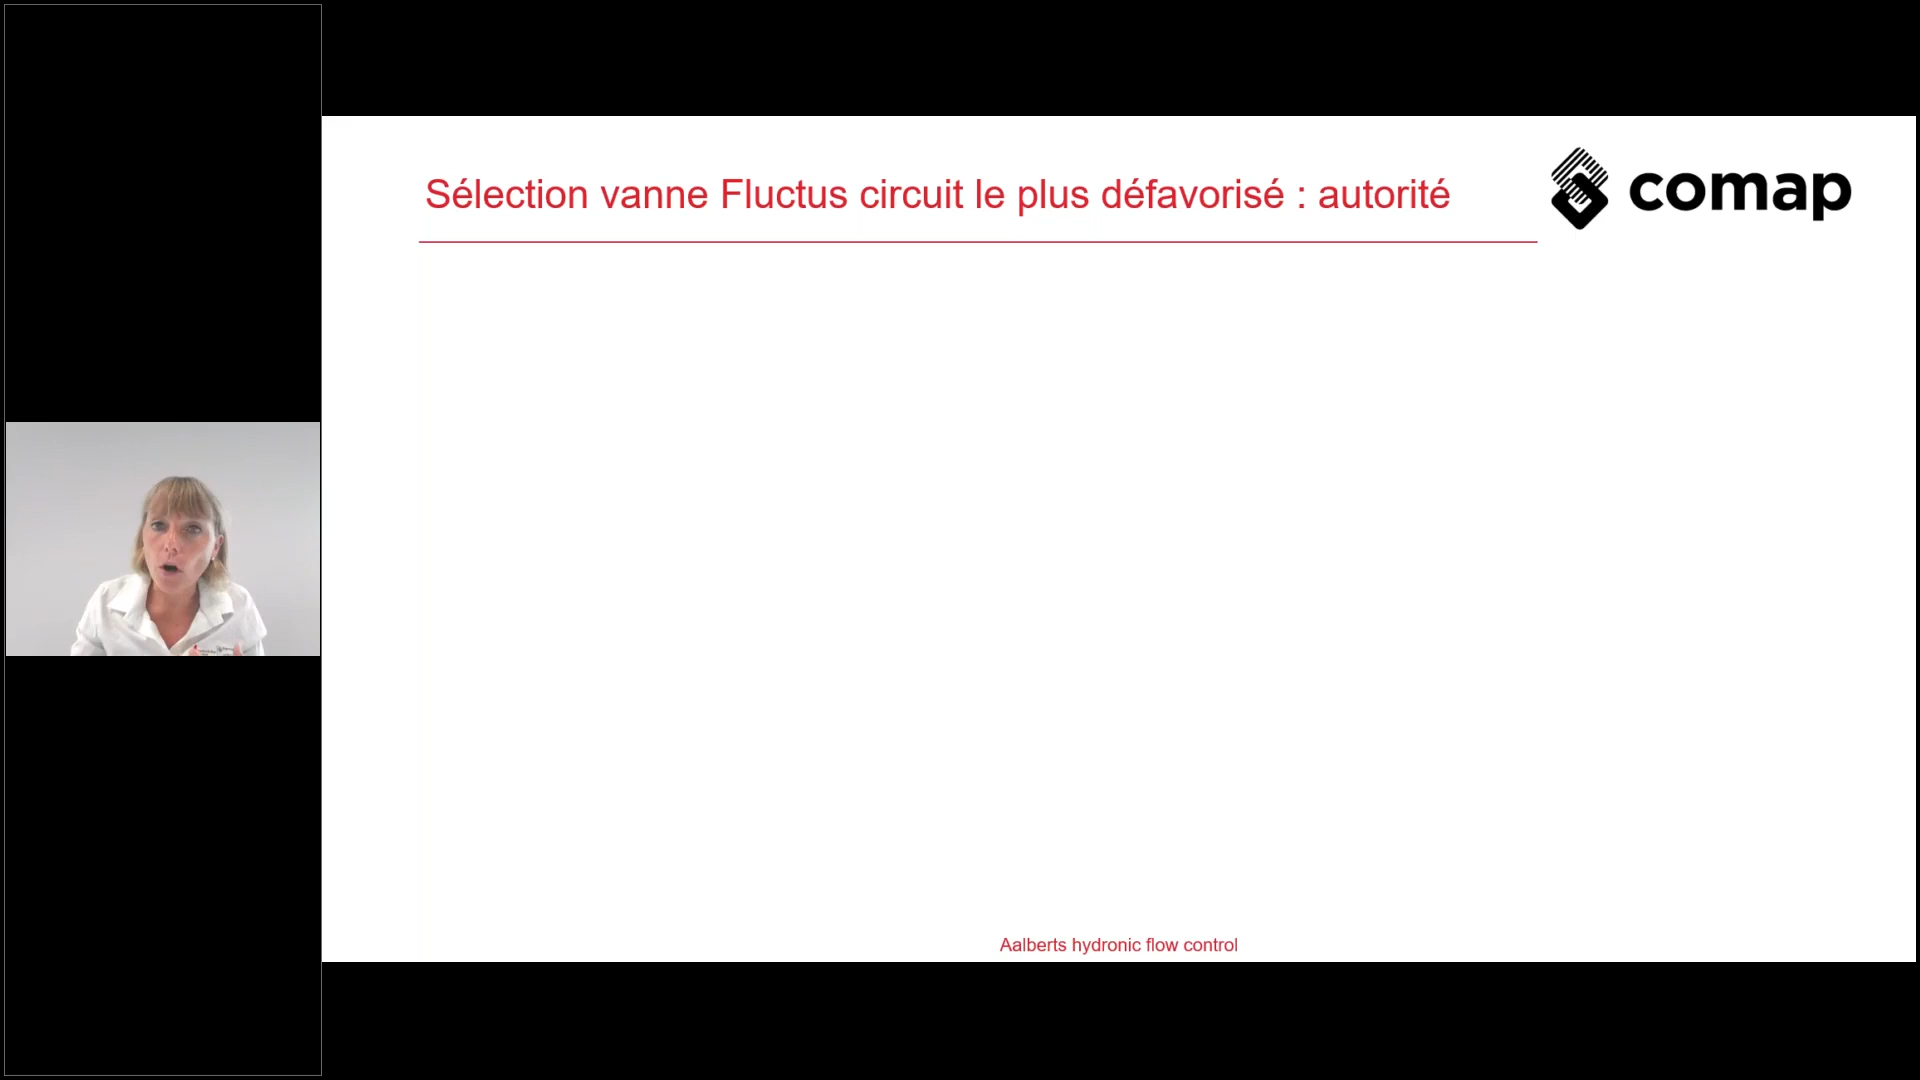 Sélection vanne Fluctus circuit le plus défavorisé : autorité
comap
Aalberts hydronic flow control